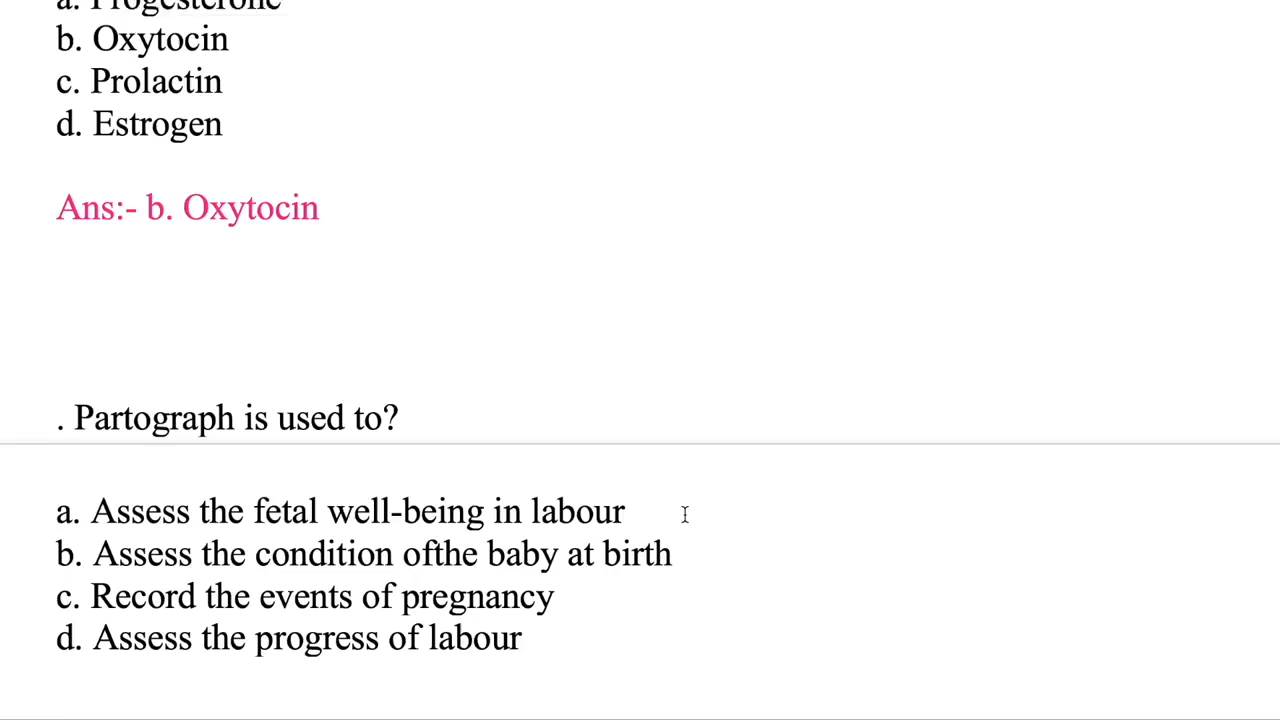 a. Progesterone
b. Oxytocin
c. Prolactin
d. Estrogen
Ans:- b. Oxytocin
. Partograph is used to?
a. Assess the fetal well-being in labour
b. Assess the condition ofthe baby at birth
c. Record the events of pregnancy
d. Assess the progress of labour